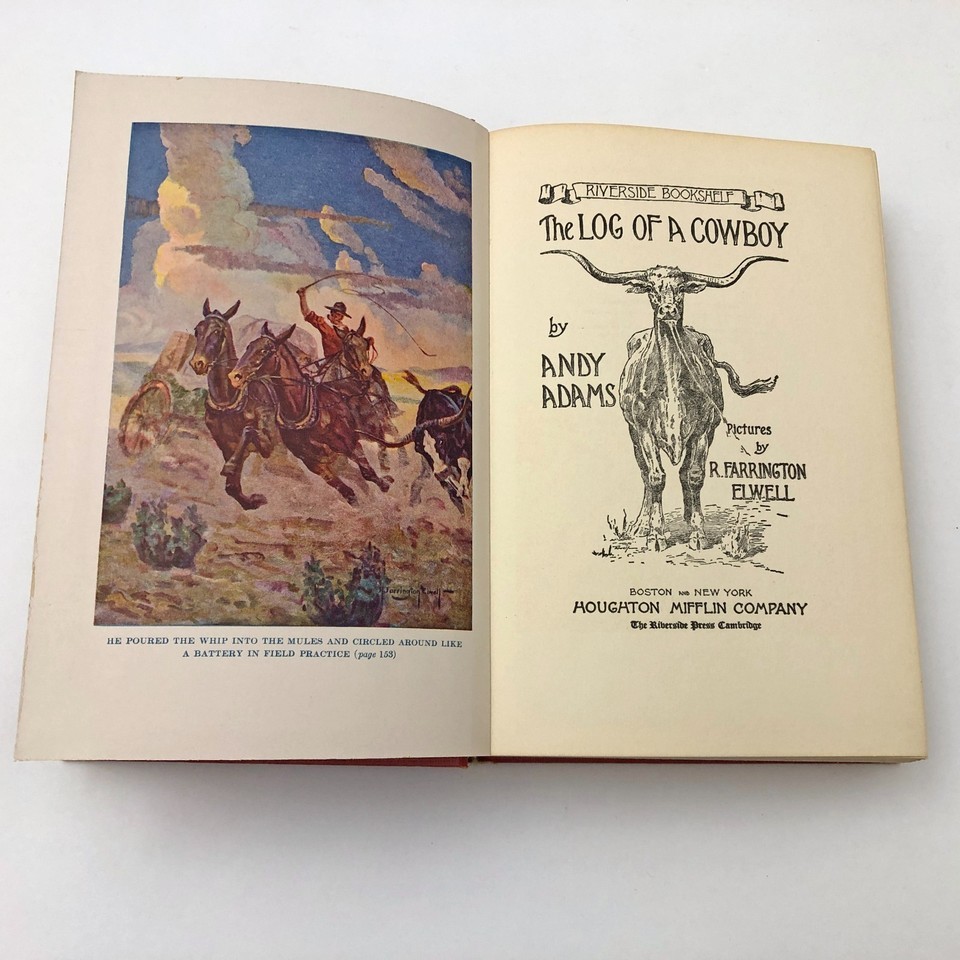 Farrington Elwell
HE POURED THE WHIP INTO THE MULES AND CIRCLED AROUND LIKE
A BATTERY IN FIELD PRACTICE (page 153)
RIVERSIDE BOOKSHELF
The LOG OF A COWBOY
by
ANDY
ADAMS
Pictures
by
R. FARRINGTON
ELWELL
BOSTON AND NEW YORK
HOUGHTON MIFFLIN COMPANY
The Riverside Press Cambridge